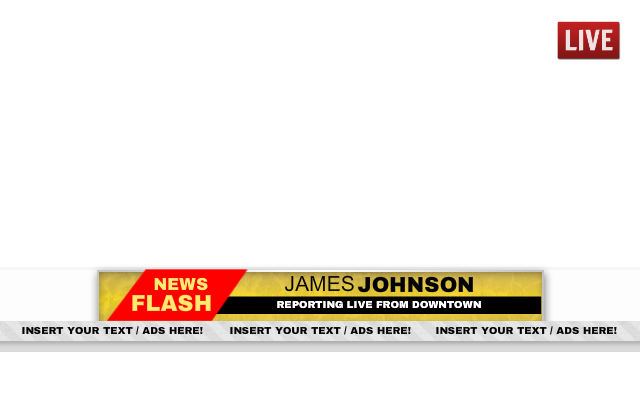 LIVE
NEWS
FLASH
JAMES JOHNSON
REPORTING LIVE FROM DOWNTOWN
INSERT YOUR TEXT / ADS HERE! INSERT YOUR TEXT / ADS HERE! INSERT YOUR TEXT / ADS HERE!